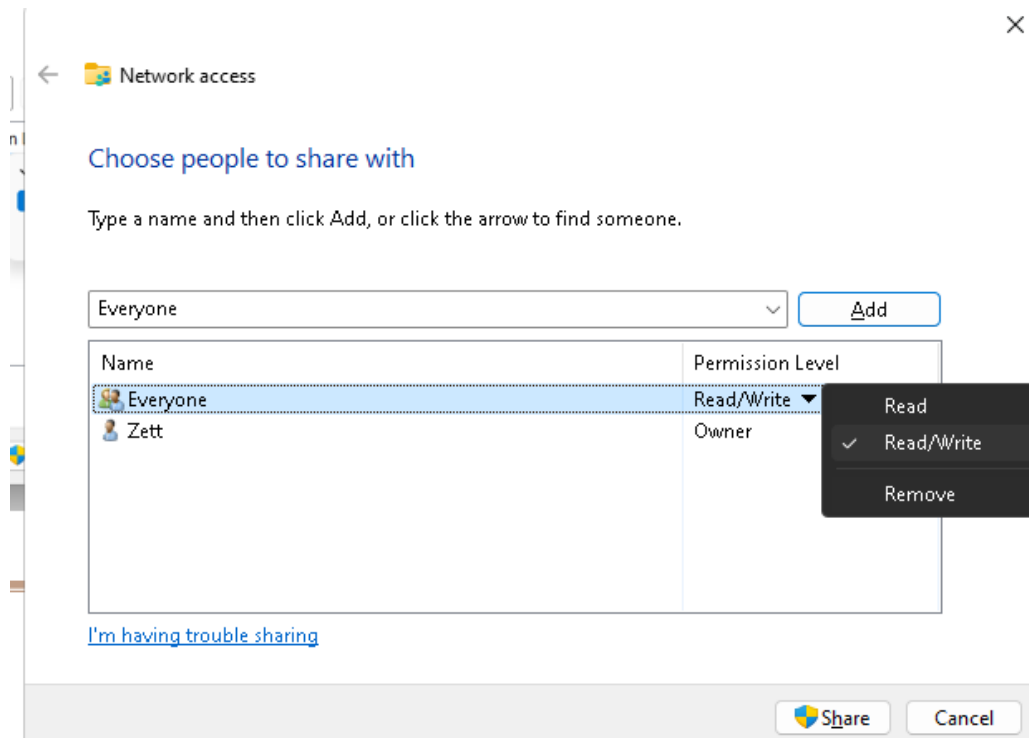 Network access
Choose people to share with
Type a name and then click Add, or click the arrow to find someone.
Everyone
Add
Name Permission Level
Everyone Read/Write
Zett Owner
Read
Read/Write
Remove
I'm having trouble sharing
Share Cancel